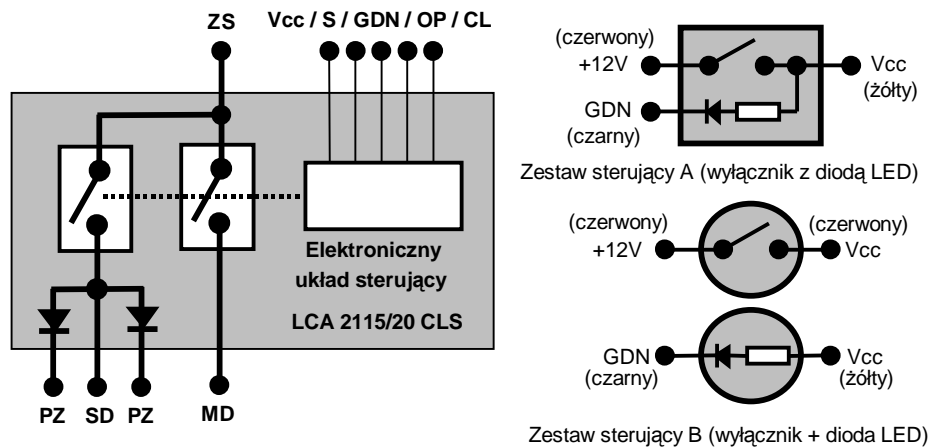 ZS
Vcc / S / GDN / OP / CL
Elektroniczny
układ sterujący
LCA 2115/20 CLS
PZ SD PZ MD
(czerwony)
+12V
Vcc
(żółty)
GDN
(czarny)
Zestaw sterujący A (wyłącznik z diodą LED)
(czerwony) (czerwony)
+12V Vcc
GDN Vcc
(czarny) (żółty)
Zestaw sterujący B (wyłącznik + dioda LED)